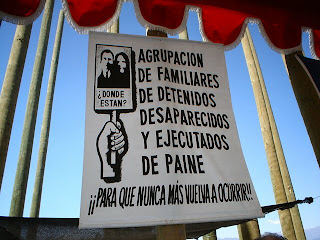 ¿DONDE
ESTAN?
AGRUPACION
DE FAMILIARES
DE DETENIDOS
DESAPARECIDOS
Y EJECUTADOS
DE PAINE
¡¡PARA QUE NUNCA MÁS VUELVA A OCURRIR!!